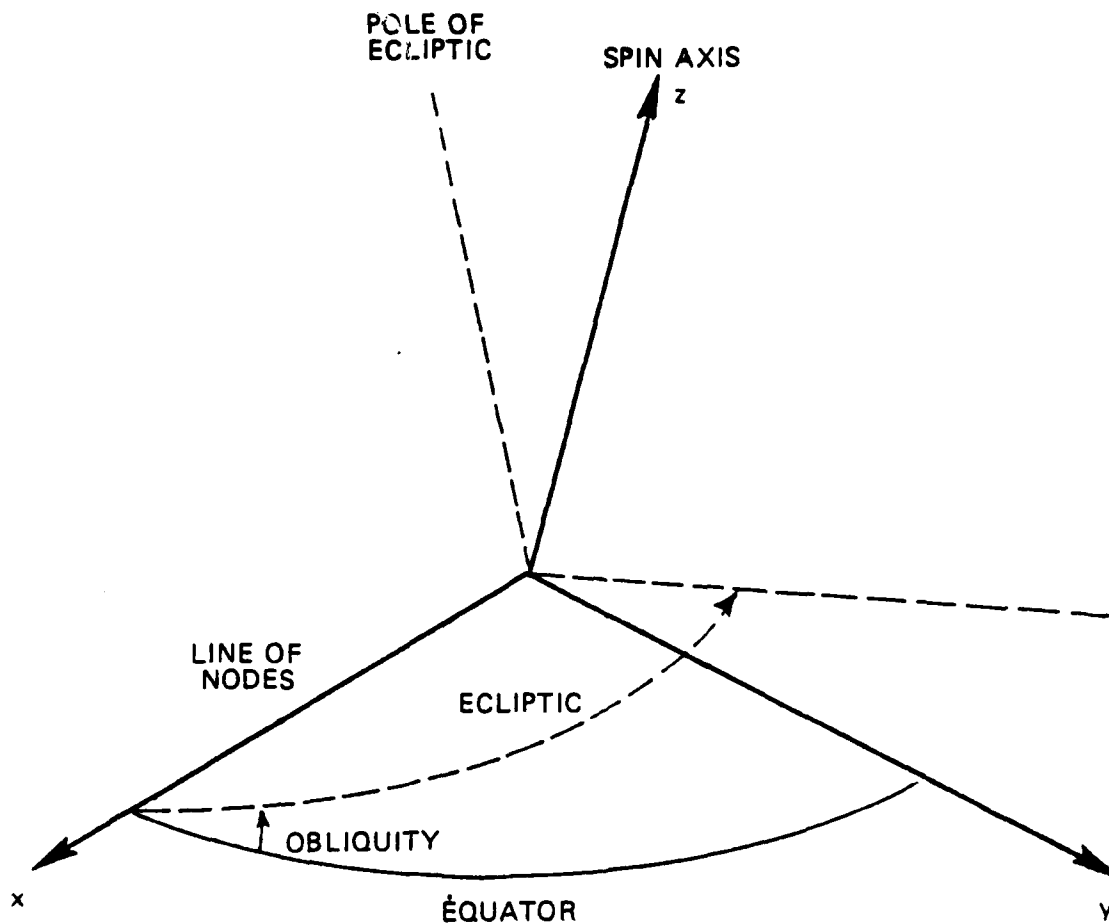 POLE OF
ECLIPTIC
SPIN AXIS
z
LINE OF
NODES
ECLIPTIC
OBLIQUITY
x
EQUATOR
y